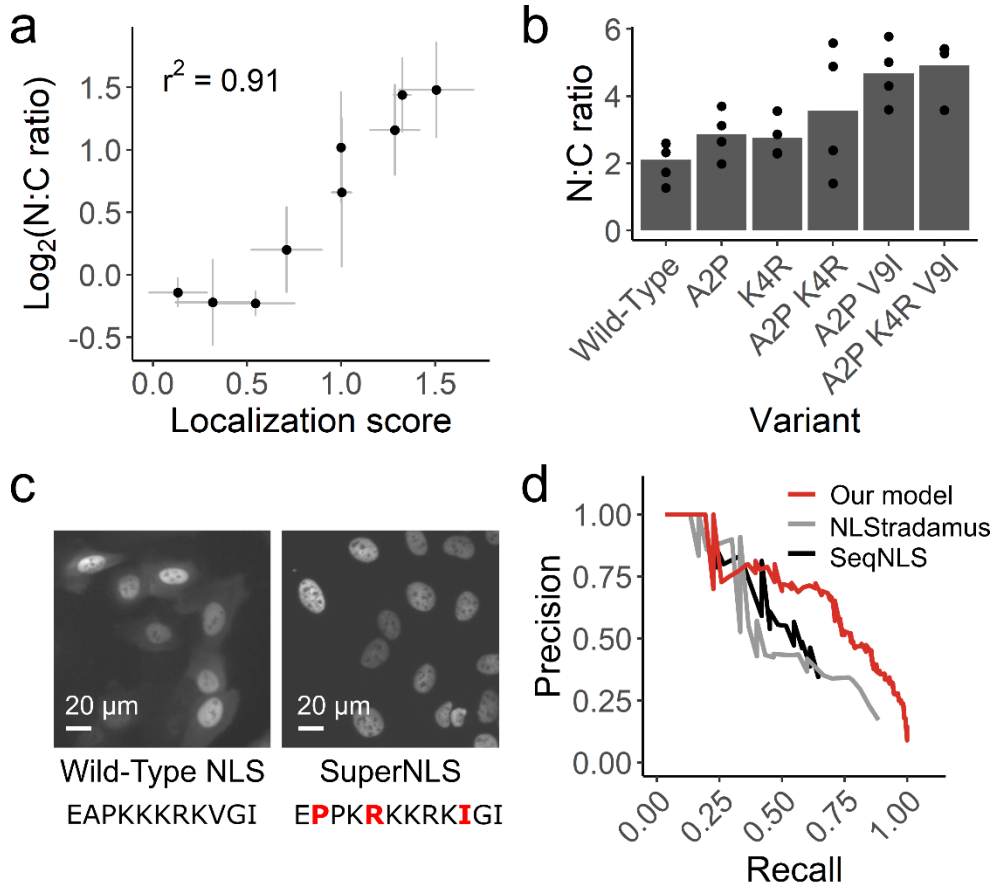 a
r² = 0.91
Log₂(N:C ratio)
1.5
1.0
0.5
0.0
-0.5
0.0 0.5 1.0 1.5
Localization score
b
N:C ratio
6
4
2
0
Wild-Type
A2P
K4R
A2P K4R
A2P V9I
A2P K4R V9I
Variant
c
20 µm
20 µm
Wild-Type NLS
EAPKKKRKVGI
SuperNLS
EPPKRKKRKIGI
d
Our model
NLStradamus
SeqNLS
Precision
1.00
0.75
0.50
0.25
0.00
0.00 0.25 0.50 0.75 1.00
Recall